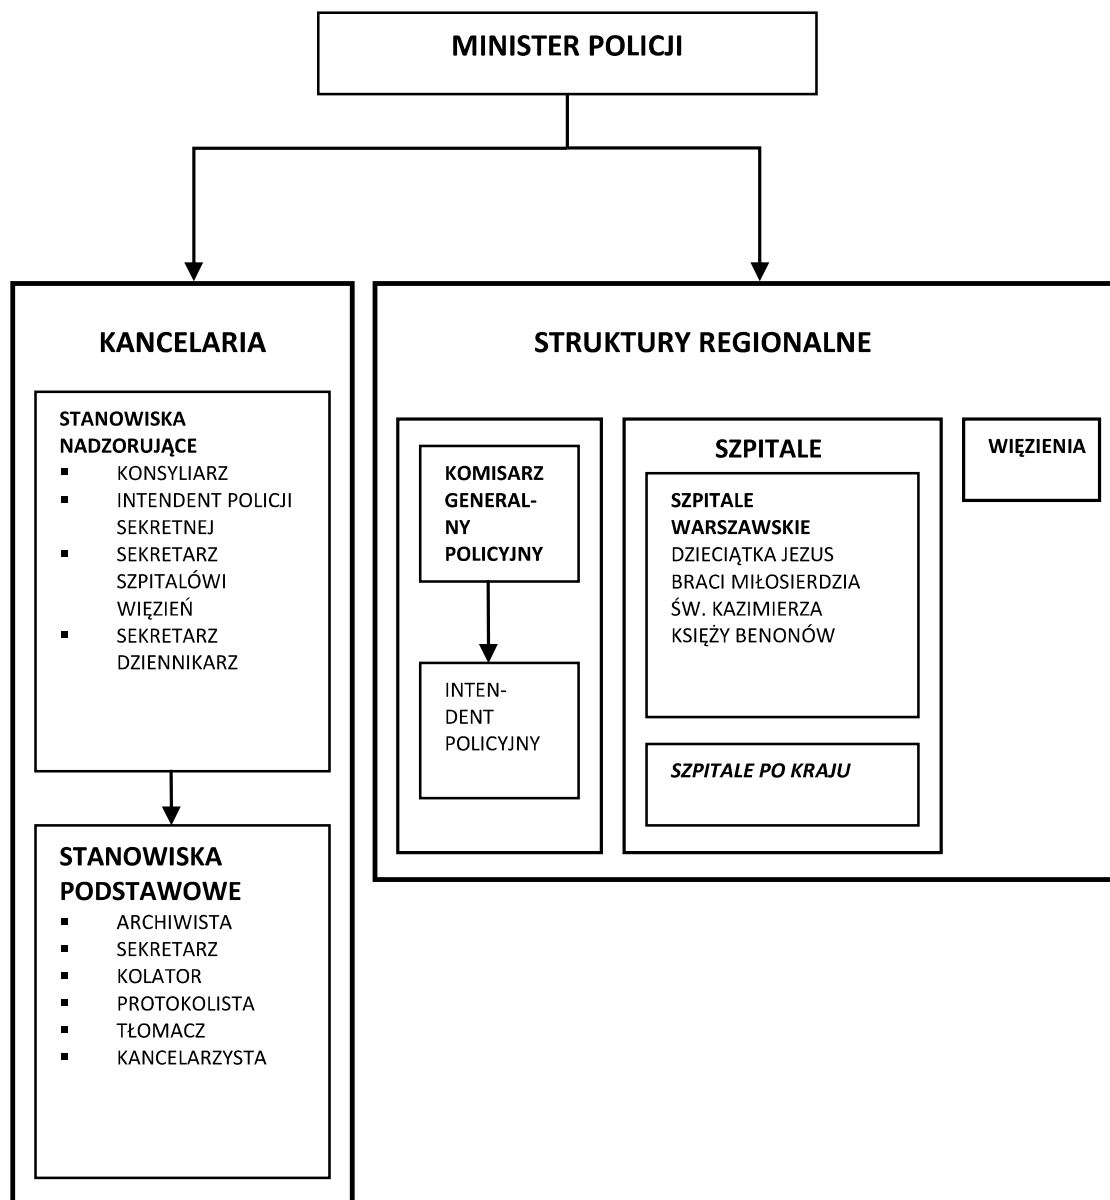 MINISTER POLICJI
KANCELARIA
STANOWISKA
NADZORUJĄCE
▪ KONSYLIARZ
▪ INTENDENT POLICJI
SEKRETNEJ
▪ SEKRETARZ
SZPITALÓWI
WIĘZIEŃ
▪ SEKRETARZ
DZIENNIKARZ
STANOWISKA
PODSTAWOWE
▪ ARCHIWISTA
▪ SEKRETARZ
▪ KOLATOR
▪ PROTOKOLISTA
▪ TŁOMACZ
▪ KANCELARZYSTA
STRUKTURY REGIONALNE
KOMISARZ
GENERAL-
NY
POLICYJNY
INTEN-
DENT
POLICYJNY
SZPITALE
SZPITALE
WARSZAWSKIE
DZIECIĄTKA JEZUS
BRACI MIŁOSIERDZIA
ŚW. KAZIMIERZA
KSIĘŻY BENONÓW
SZPITALE PO KRAJU
WIĘZIENIA